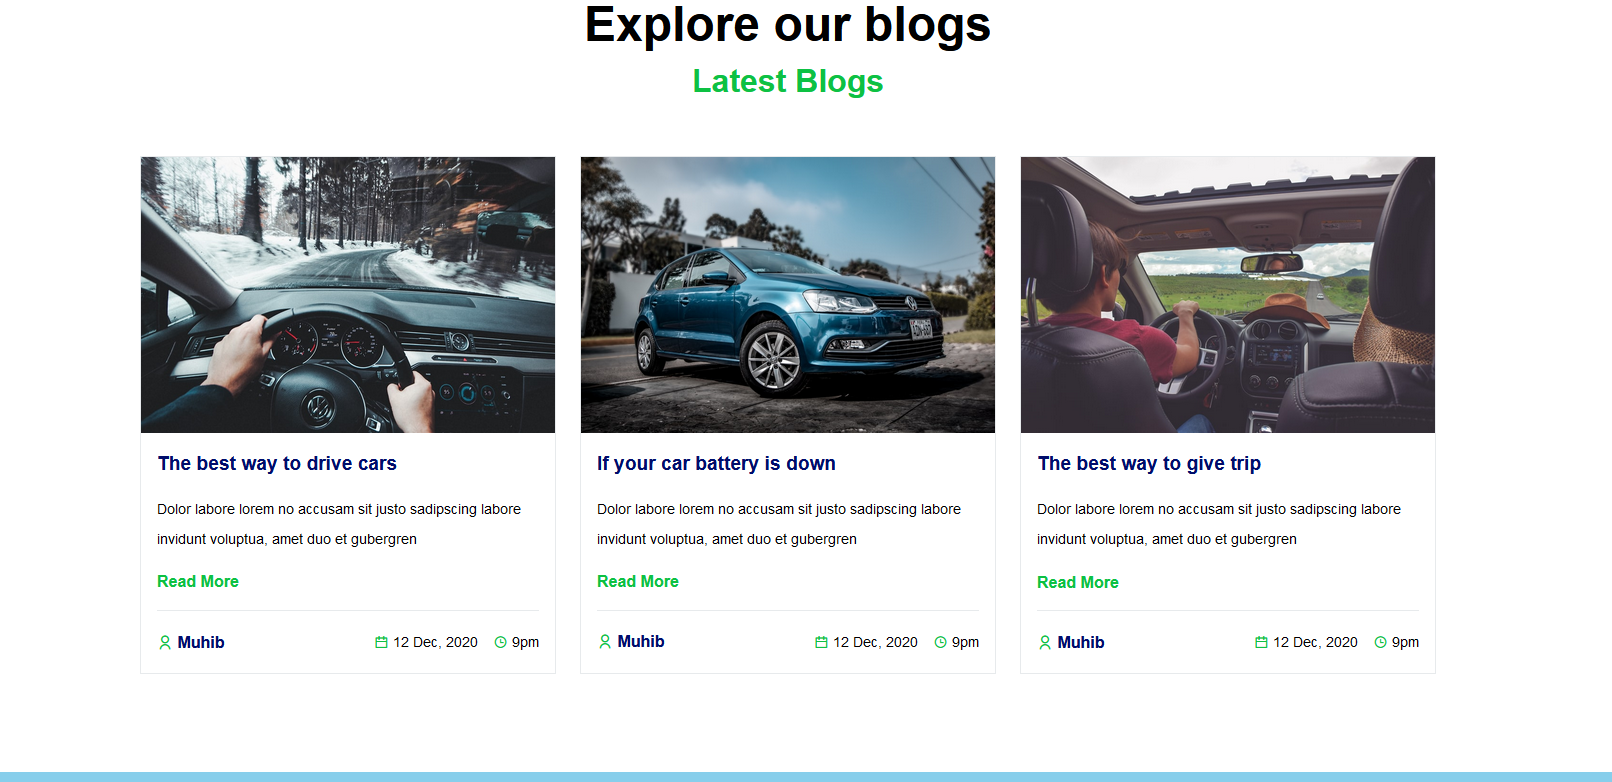 Explore our blogs
Latest Blogs
The best way to drive cars
Dolor labore lorem no accusam sit justo sadipscing labore
invidunt voluptua, amet duo et gubergren
Read More
Muhib 12 Dec, 2020 9pm
If your car battery is down
Dolor labore lorem no accusam sit justo sadipscing labore
invidunt voluptua, amet duo et gubergren
Read More
Muhib 12 Dec, 2020 9pm
The best way to give trip
Dolor labore lorem no accusam sit justo sadipscing labore
invidunt voluptua, amet duo et gubergren
Read More
Muhib 12 Dec, 2020 9pm